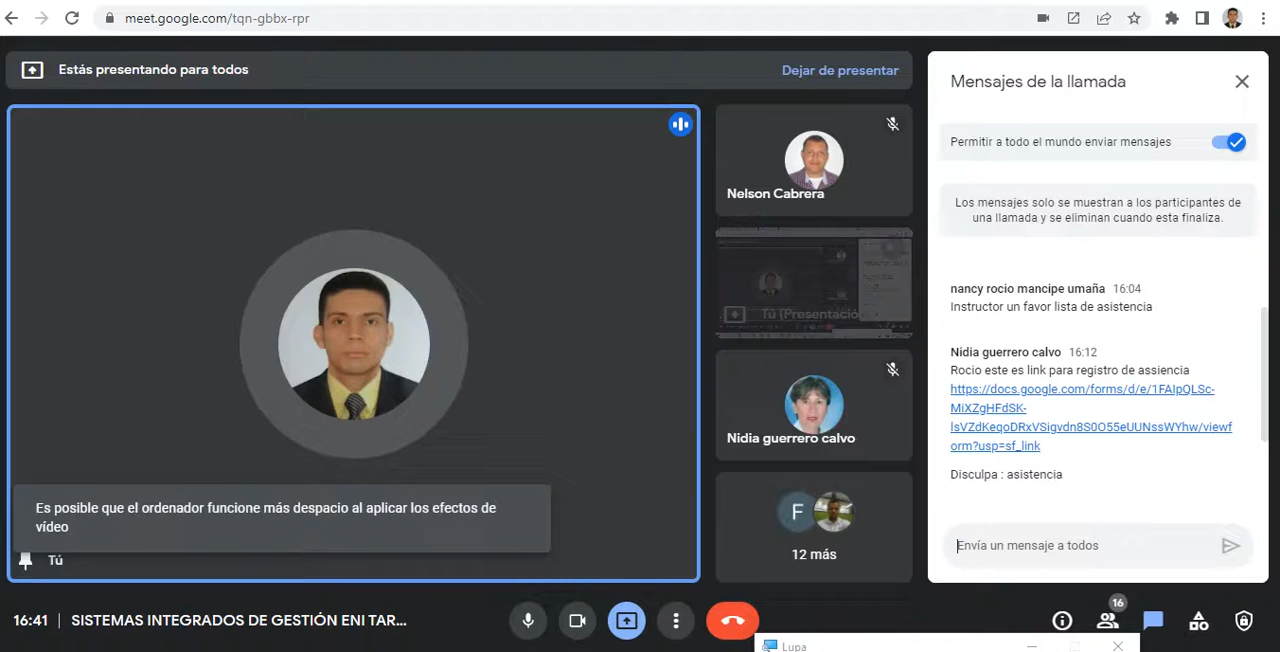 meet.google.com/tqn-gbbx-rpr
Estás presentando para todos
Dejar de presentar
Es posible que el ordenador funcione más despacio al aplicar los efectos de
vídeo
Tú
Nelson Cabrera
Tú (Presentación
Nidia guerrero calvo
F
12 más
Mensajes de la llamada
Permitir a todo el mundo enviar mensajes
Los mensajes solo se muestran a los participantes de
una llamada y se eliminan cuando esta finaliza.
nancy rocio mancipe umaña 16:04
Instructor un favor lista de asistencia
Nidia guerrero calvo 16:12
Rocio este es link para registro de assiencia
https://docs.google.com/forms/d/e/1FAIpQLSc-
MiXZgHFdSK-
lsVZdKeqoDRxVSigvdn8S0O55eUUNssWYhw/viewf
orm?usp=sf_link
Disculpa : asistencia
Envía un mensaje a todos
16:41 | SISTEMAS INTEGRADOS DE GESTIÓN ENI TAR...
16
Lupa